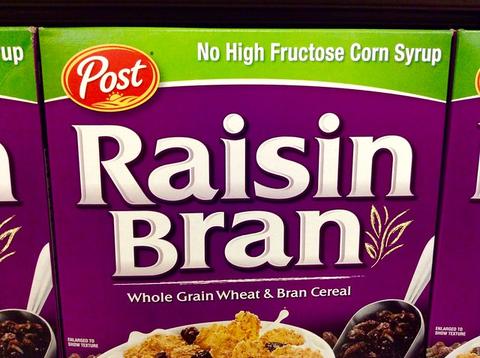 up
No High Fructose Corn Syrup
Post
Raisin
Bran
Whole Grain Wheat & Bran Cereal
ENLARGED TO
SHOW TEXTURE
ENLARGED TO
SHOW TEXTURE